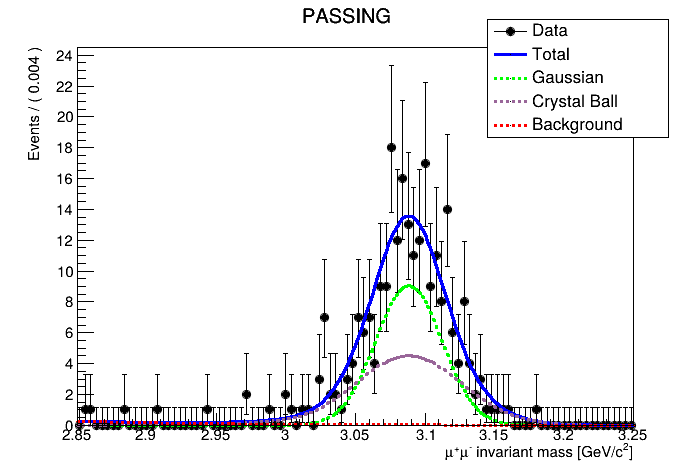 PASSING
Data
Total
Gaussian
Crystal Ball
Background
Events / ( 0.004 )
24
22
20
18
16
14
12
10
8
6
4
2
0
2.85 2.9 2.95 3 3.05 3.1 3.15 3.2 3.25
μ⁺μ⁻ invariant mass [GeV/c²]